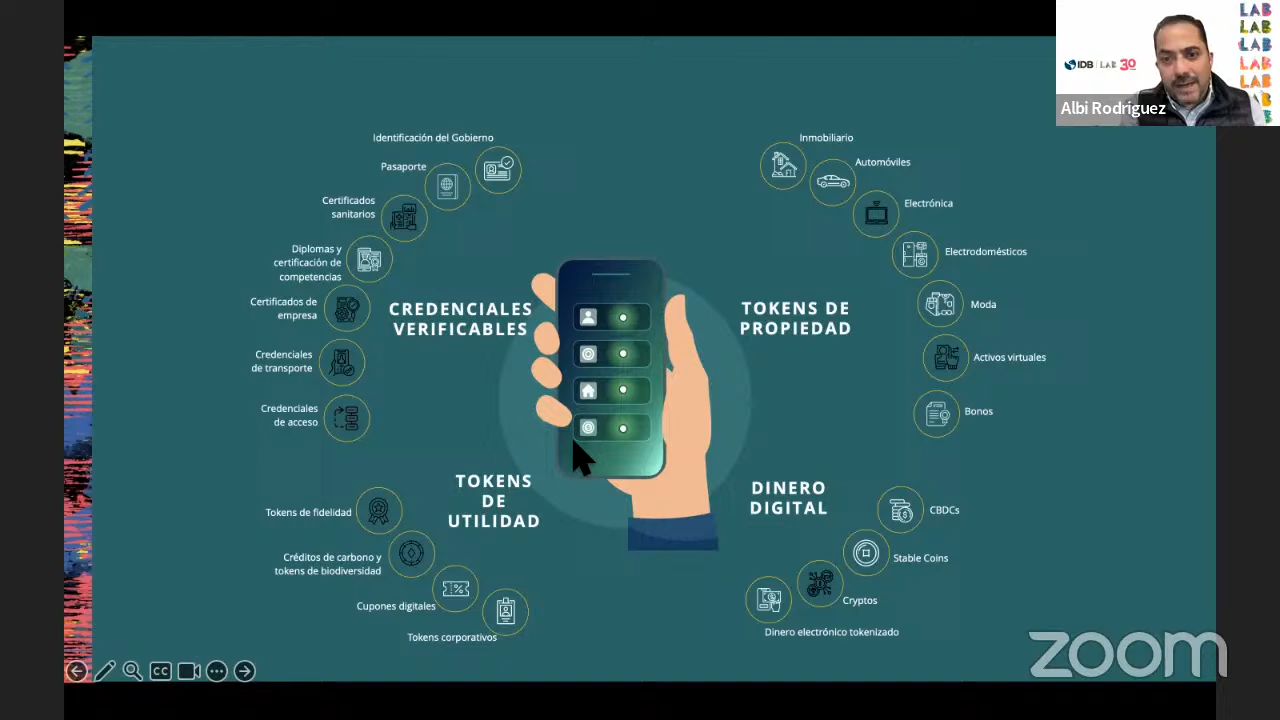 IDB | LAB 30
LAB
LAB
LAB
LAB
LAB
Albi Rodríguez
Identificación del Gobierno
Pasaporte
Certificados
sanitarios
Diplomas y
certificación de
competencias
Certificados de
empresa
Credenciales
de transporte
Credenciales
de acceso
CREDENCIALES
VERIFICABLES
Inmobiliario
Automóviles
Electrónica
Electrodomésticos
Moda
Activos virtuales
Bonos
TOKENS DE
PROPIEDAD
TOKENS
DE
UTILIDAD
Tokens de fidelidad
Créditos de carbono y
tokens de biodiversidad
Cupones digitales
Tokens corporativos
DINERO
DIGITAL
CBDCs
Stable Coins
Cryptos
Dinero electrónico tokenizado
CC
zoom